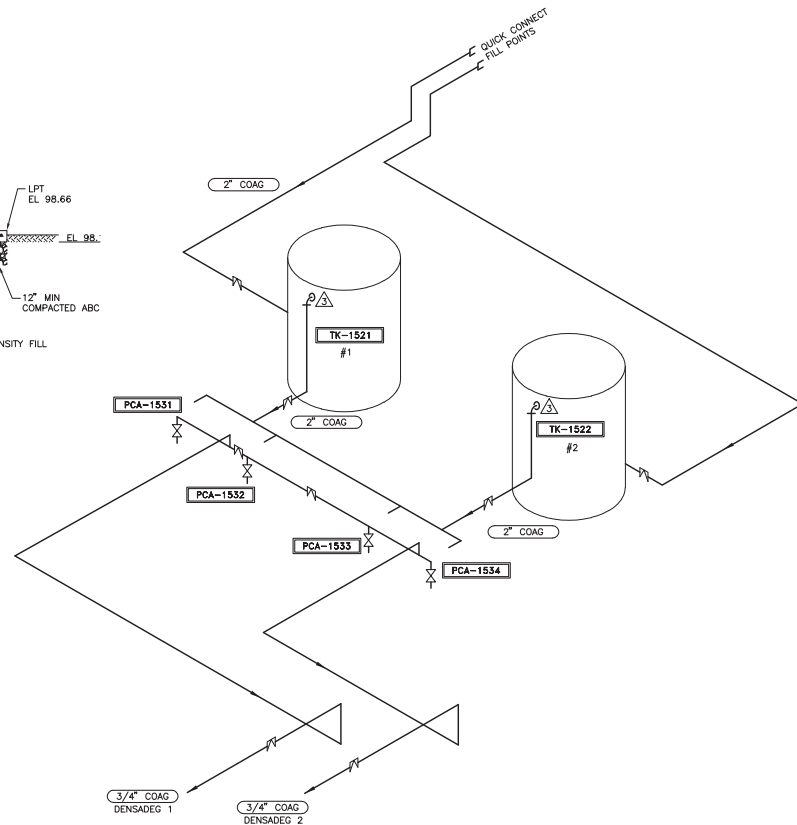 QUICK CONNECT
FILL POINTS
2" COAG
LPT
EL 98.66
EL 98.
12" MIN
COMPACTED ABC
NSITY FILL
3
TK-1521
#1
2" COAG
PCA-1531
3
TK-1522
#2
PCA-1532
2" COAG
PCA-1533
PCA-1534
3/4" COAG
DENSADEG 1
3/4" COAG
DENSADEG 2